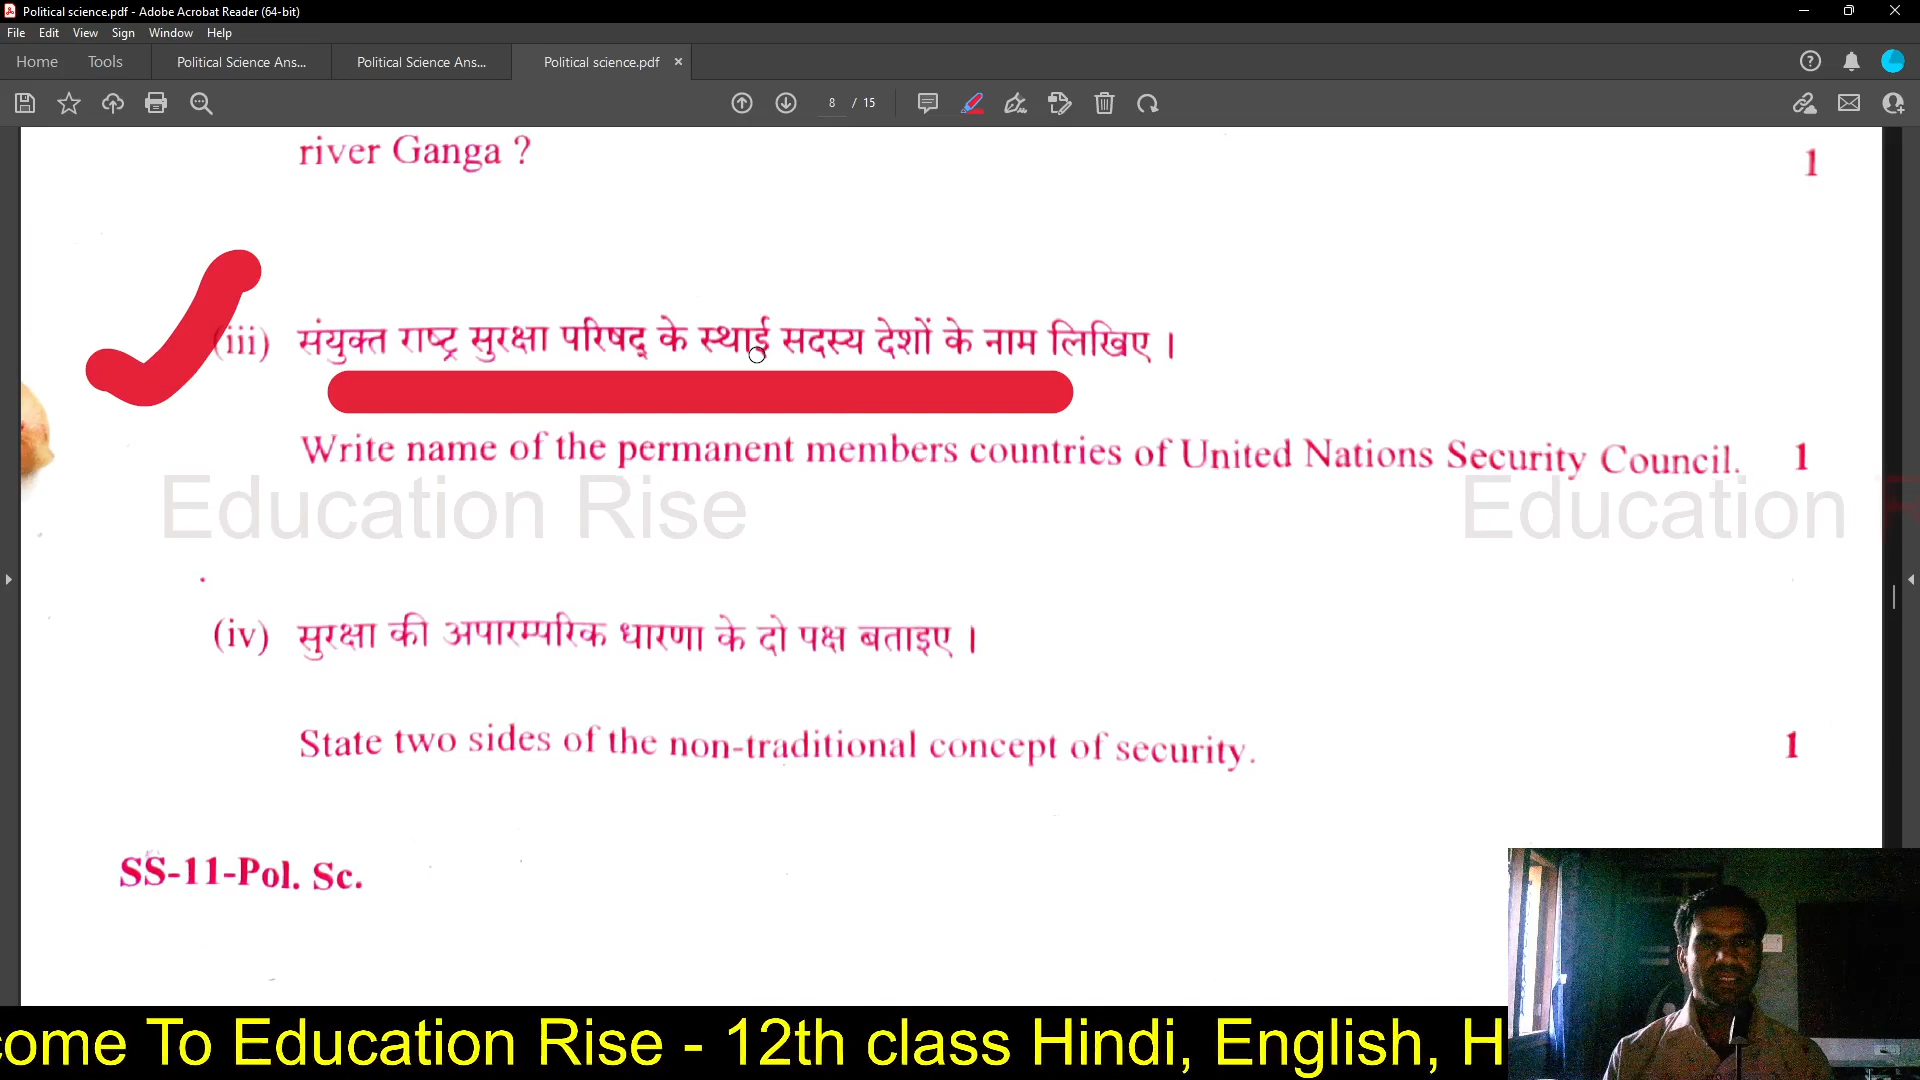 Political science.pdf - Adobe Acrobat Reader (64-bit)
File Edit View Sign Window Help
Home Tools Political Science Ans... Political Science Ans... Political science.pdf
8 / 15
river Ganga ? 1
(iii) संयुक्त राष्ट्र सुरक्षा परिषद् के स्थाई सदस्य देशों के नाम लिखिए ।
Write name of the permanent members countries of United Nations Security Council. 1
Education Rise Education R
(iv) सुरक्षा की अपारम्परिक धारणा के दो पक्ष बताइए ।
State two sides of the non-traditional concept of security. 1
SS-11-Pol. Sc.
come To Education Rise - 12th class Hindi, English, H